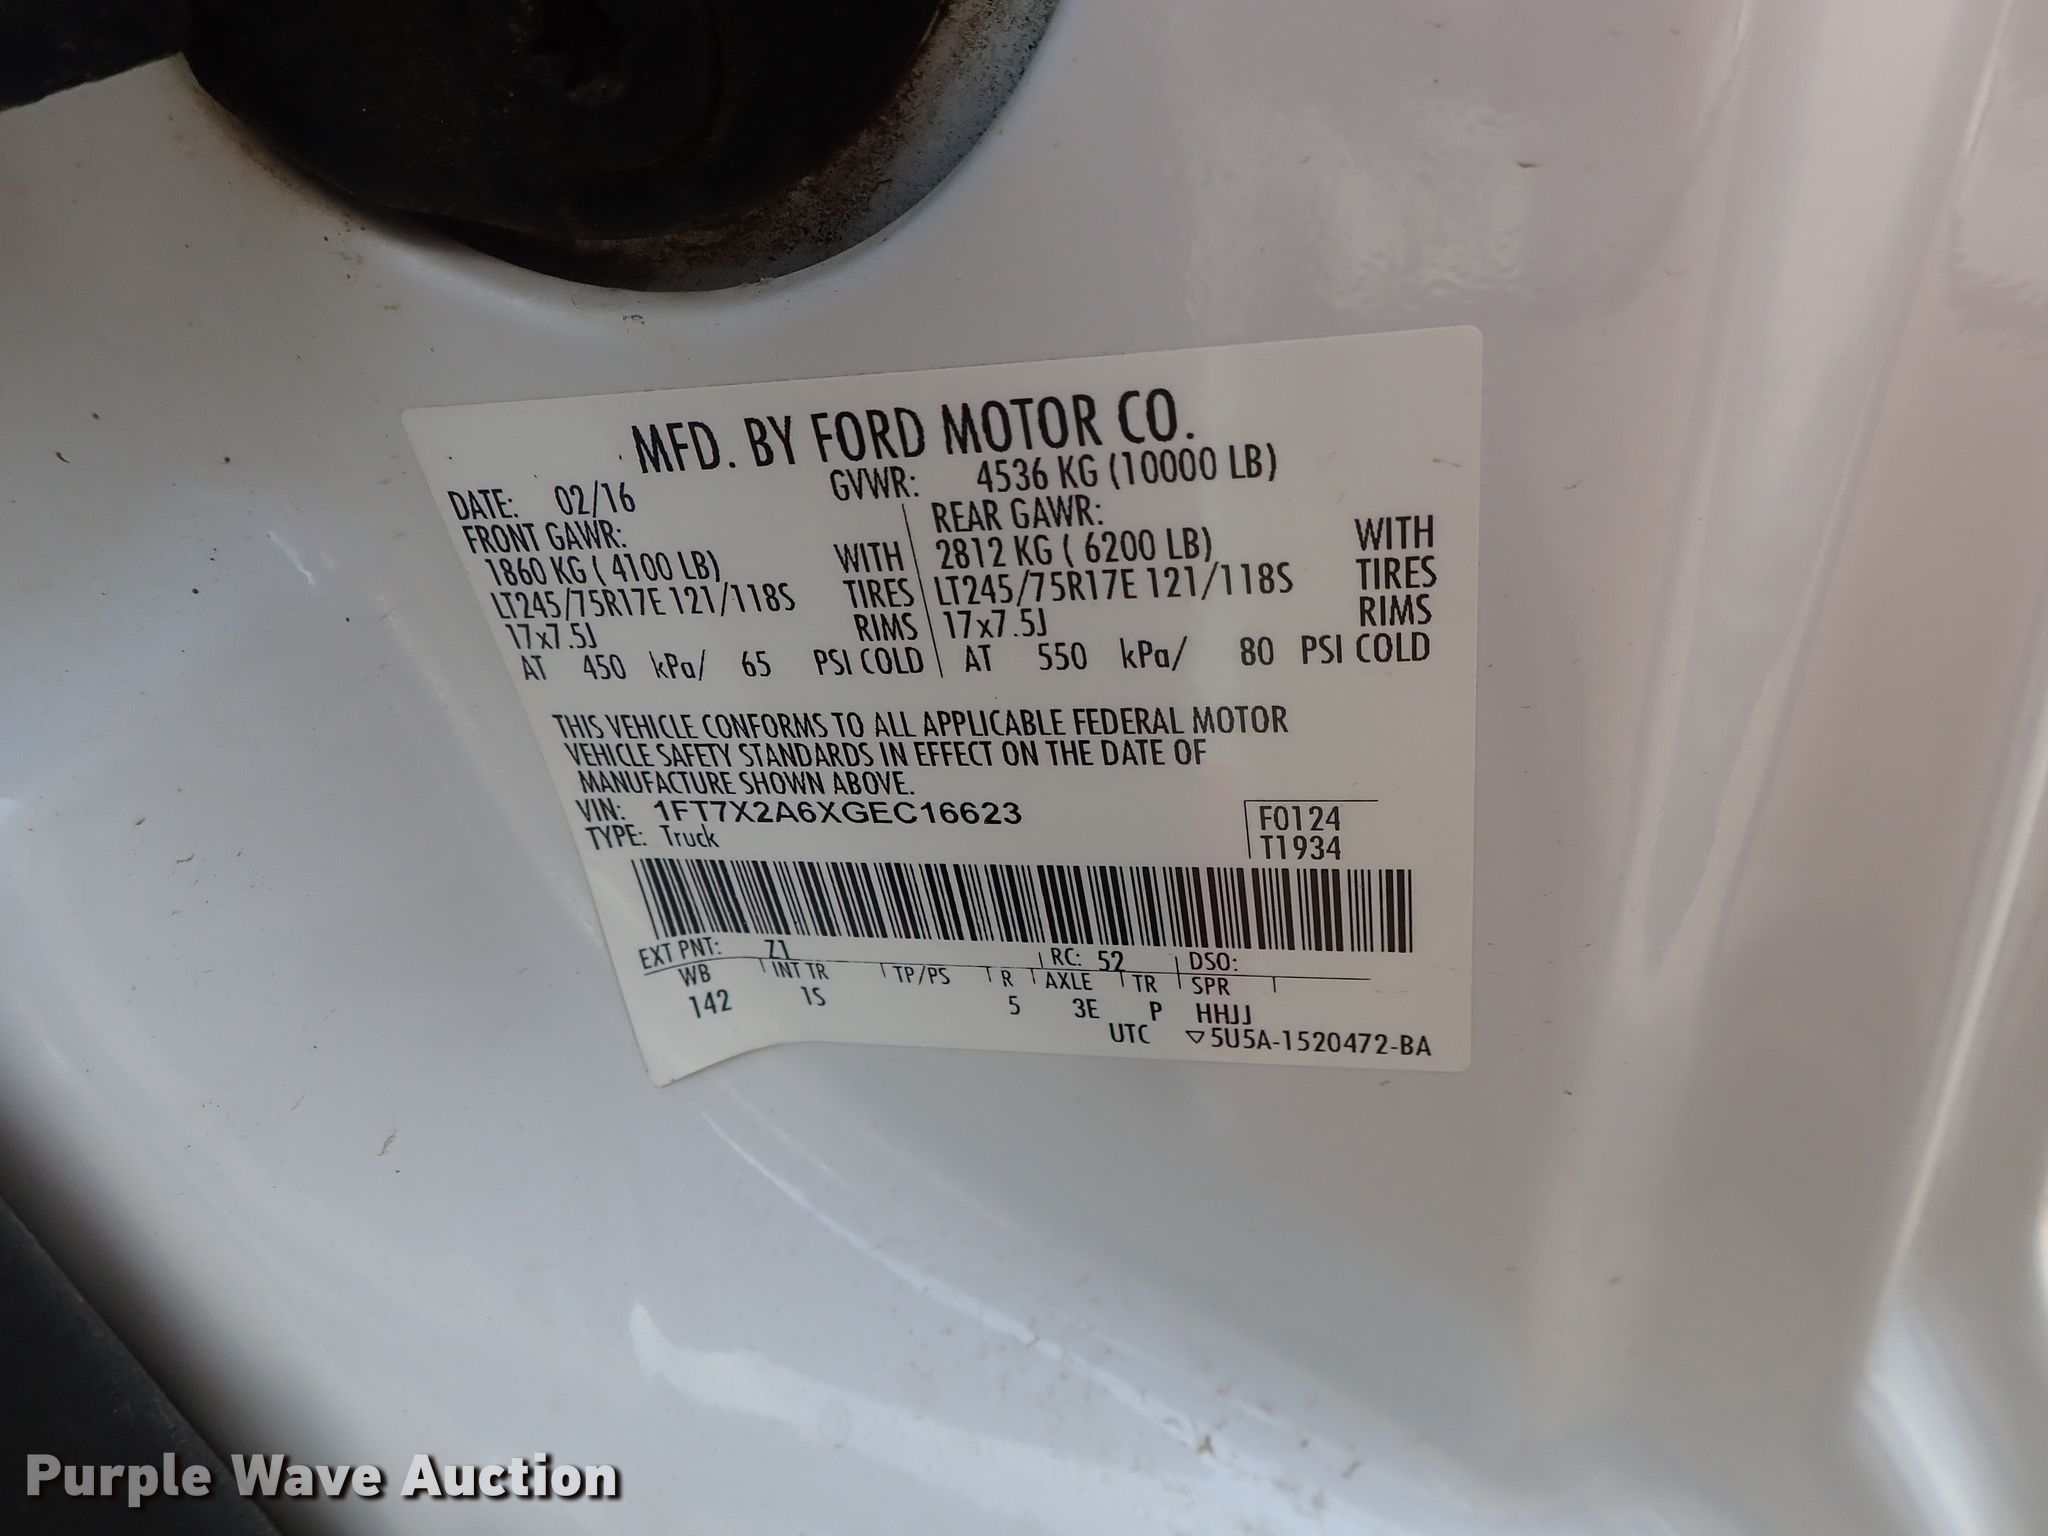 MFD. BY FORD MOTOR CO.
DATE: 02/16 GVWR: 4536 KG (10000 LB)
FRONT GAWR: REAR GAWR:
1860 KG ( 4100 LB) WITH 2812 KG ( 6200 LB) WITH
LT245/75R17E 121/118S TIRES LT245/75R17E 121/118S TIRES
17x7.5J RIMS 17x7.5J RIMS
AT 450 kPa/ 65 PSI COLD AT 550 kPa/ 80 PSI COLD
THIS VEHICLE CONFORMS TO ALL APPLICABLE FEDERAL MOTOR
VEHICLE SAFETY STANDARDS IN EFFECT ON THE DATE OF
MANUFACTURE SHOWN ABOVE.
VIN: 1FT7X2A6XGEC16623 F0124
TYPE: Truck T1934
EXT PNT: Z1 RC: 52 DSO:
WB INT TR TP/PS R AXLE TR SPR
142 1S 5 3E P HHJJ
UTC ▽5U5A-1520472-BA
Purple Wave Auction